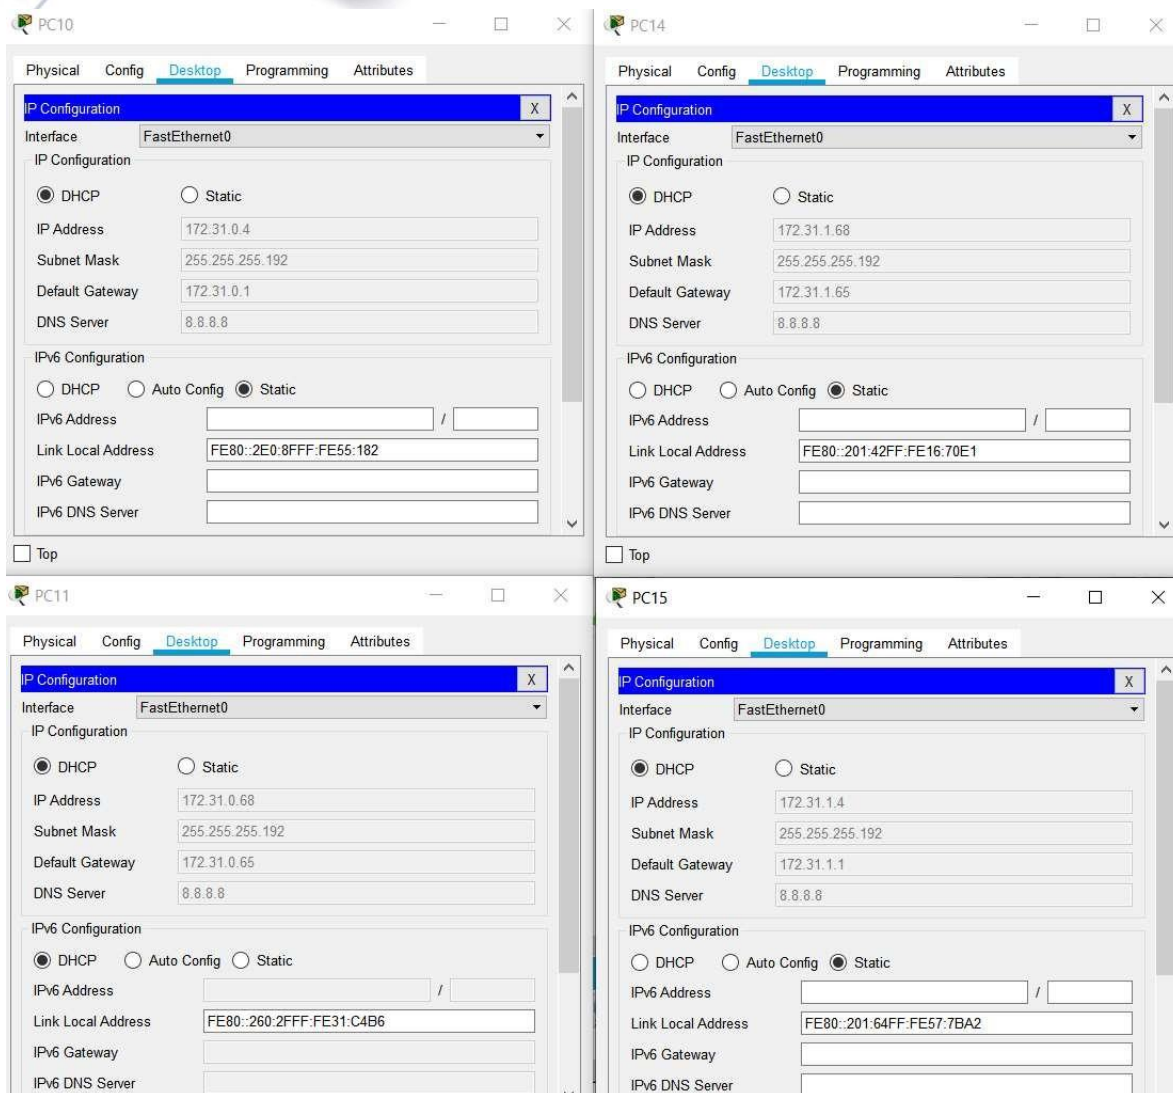 PC10
Physical Config Desktop Programming Attributes
IP Configuration X
Interface FastEthernet0
IP Configuration
DHCP Static
IP Address 172.31.0.4
Subnet Mask 255.255.255.192
Default Gateway 172.31.0.1
DNS Server 8.8.8.8
IPv6 Configuration
DHCP Auto Config Static
IPv6 Address /
Link Local Address FE80::2E0:8FFF:FE55:182
IPv6 Gateway
IPv6 DNS Server
Top
PC14
Physical Config Desktop Programming Attributes
IP Configuration X
Interface FastEthernet0
IP Configuration
DHCP Static
IP Address 172.31.1.68
Subnet Mask 255.255.255.192
Default Gateway 172.31.1.65
DNS Server 8.8.8.8
IPv6 Configuration
DHCP Auto Config Static
IPv6 Address /
Link Local Address FE80::201:42FF:FE16:70E1
IPv6 Gateway
IPv6 DNS Server
Top
PC11
Physical Config Desktop Programming Attributes
IP Configuration X
Interface FastEthernet0
IP Configuration
DHCP Static
IP Address 172.31.0.68
Subnet Mask 255.255.255.192
Default Gateway 172.31.0.65
DNS Server 8.8.8.8
IPv6 Configuration
DHCP Auto Config Static
IPv6 Address /
Link Local Address FE80::260:2FFF:FE31:C4B6
IPv6 Gateway
IPv6 DNS Server
PC15
Physical Config Desktop Programming Attributes
IP Configuration X
Interface FastEthernet0
IP Configuration
DHCP Static
IP Address 172.31.1.4
Subnet Mask 255.255.255.192
Default Gateway 172.31.1.1
DNS Server 8.8.8.8
IPv6 Configuration
DHCP Auto Config Static
IPv6 Address /
Link Local Address FE80::201:64FF:FE57:7BA2
IPv6 Gateway
IPv6 DNS Server